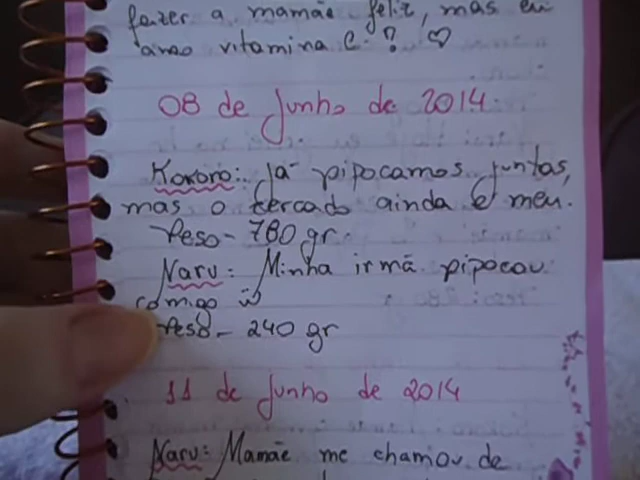 fazer a mamãe feliz, mas eu
amo vitamina C. ? ♡
08 de Junho de 2014
Kororo: Já pipocamos juntas,
mas o cercado ainda é meu.
Peso - 780 gr.
Naru: Minha irmã pipocou
comigo ü
Peso - 240 gr
11 de Junho de 2014
Naru: Mamãe me chamou de